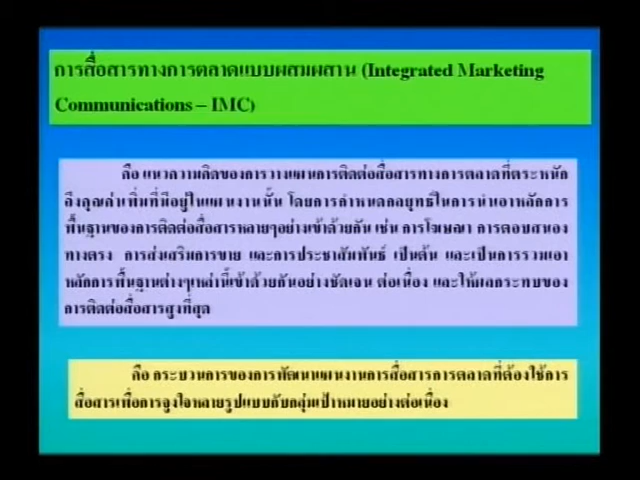 การสื่อสารทางการตลาดแบบผสมผสาน (Integrated Marketing
Communications – IMC)
คือ แนวความคิดของการวางแผนการติดต่อสื่อสารทางการตลาดที่ตระหนัก
ถึงคุณค่าเพิ่มที่มีอยู่ในแผนงานนั้น โดยการกำหนดกลยุทธ์ในการนำเอาหลักการ
พื้นฐานของการติดต่อสื่อสารหลายๆอย่างเข้าด้วยกัน เช่น การโฆษณา การตอบสนอง
ทางตรง การส่งเสริมการขาย และการประชาสัมพันธ์ เป็นต้น และเป็นการรวมเอา
หลักการพื้นฐานต่างๆเหล่านี้เข้าด้วยกันอย่างชัดเจน ต่อเนื่อง และให้ผลกระทบของ
การติดต่อสื่อสารสูงที่สุด
คือ กระบวนการของการพัฒนาแผนงานการสื่อสารการตลาดที่ต้องใช้การ
สื่อสารเพื่อการจูงใจหลายรูปแบบกับกลุ่มเป้าหมายอย่างต่อเนื่อง